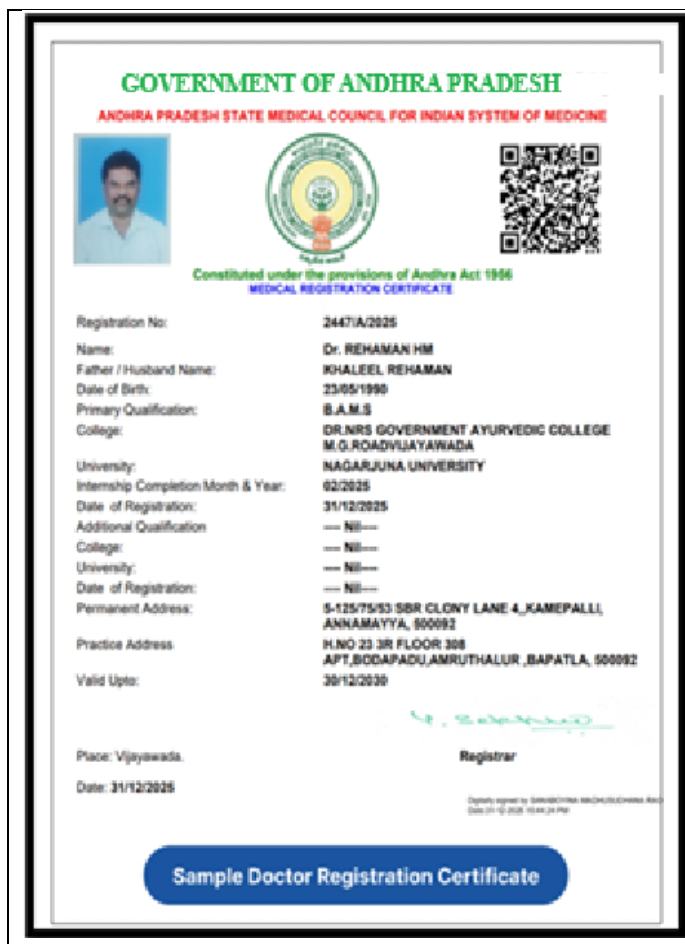 GOVERNMENT OF ANDHRA PRADESH
ANDHRA PRADESH STATE MEDICAL COUNCIL FOR INDIAN SYSTEM OF MEDICINE
Constituted under the provisions of Andhra Act 1956
MEDICAL REGISTRATION CERTIFICATE
Registration No: 2447/A/2025
Name: Dr. REHAMAN HM
Father / Husband Name: KHALEEL REHAMAN
Date of Birth: 23/05/1990
Primary Qualification: B.A.M.S
College: DR.NRS GOVERNMENT AYURVEDIC COLLEGE
M.G.ROADVIJAYAWADA
University: NAGARJUNA UNIVERSITY
Internship Completion Month & Year: 02/2025
Date of Registration: 31/12/2025
Additional Qualification ---- Nil----
College: ---- Nil----
University: ---- Nil----
Date of Registration: ---- Nil----
Permanent Address: 5-125/75/53 SBR CLONY LANE 4,,KAMEPALLI,
ANNAMAYYA, 500092
Practice Address H.NO 23 3R FLOOR 308
APT,BODAPADU,AMRUTHALUR ,BAPATLA, 500092
Valid Upto: 30/12/2030
Place: Vijayawada. Registrar
Date: 31/12/2025
Digitally signed by
Sample Doctor Registration Certificate